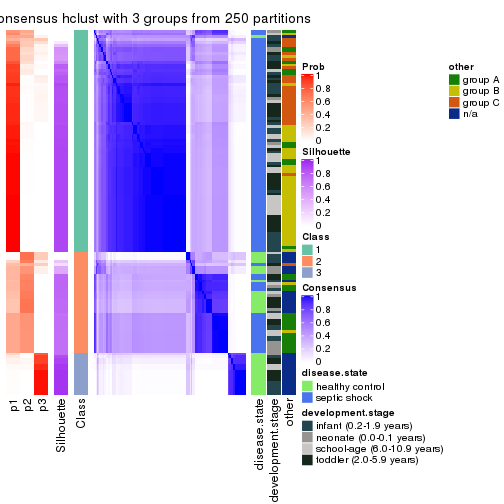 onsensus hclust with 3 groups from 250 partitions
p1
p2
p3
Silhouette
Class
disease.state
development.stage
other
Prob
1
0.8
0.6
0.4
0.2
0
Silhouette
1
0.8
0.6
0.4
0.2
0
Class
1
2
3
Consensus
1
0.8
0.6
0.4
0.2
0
disease.state
healthy control
septic shock
development.stage
infant (0.2-1.9 years)
neonate (0.0-0.1 years)
school-age (6.0-10.9 years)
toddler (2.0-5.9 years)
other
group A
group B
group C
n/a